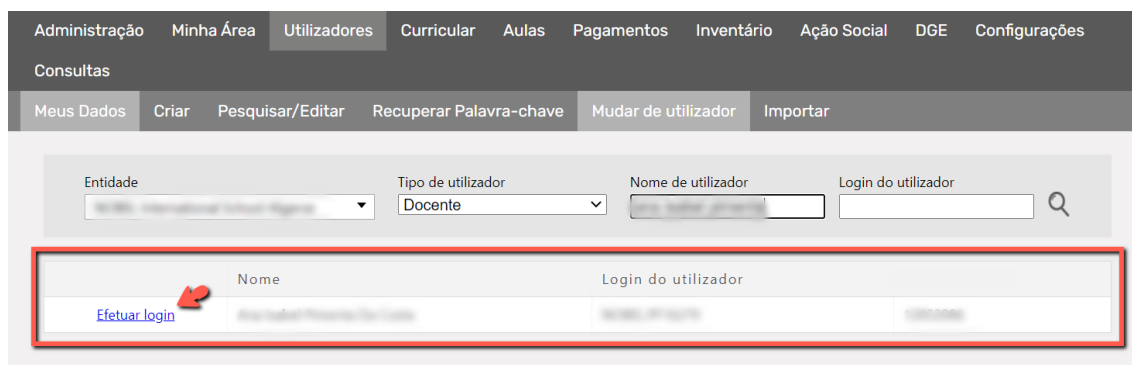 Administração Minha Área Utilizadores Curricular Aulas Pagamentos Inventário Ação Social DGE Configurações
Consultas
Meus Dados Criar Pesquisar/Editar Recuperar Palavra-chave Mudar de utilizador Importar
Entidade Tipo de utilizador Nome de utilizador Login do utilizador
Docente
Nome Login do utilizador
Efetuar login